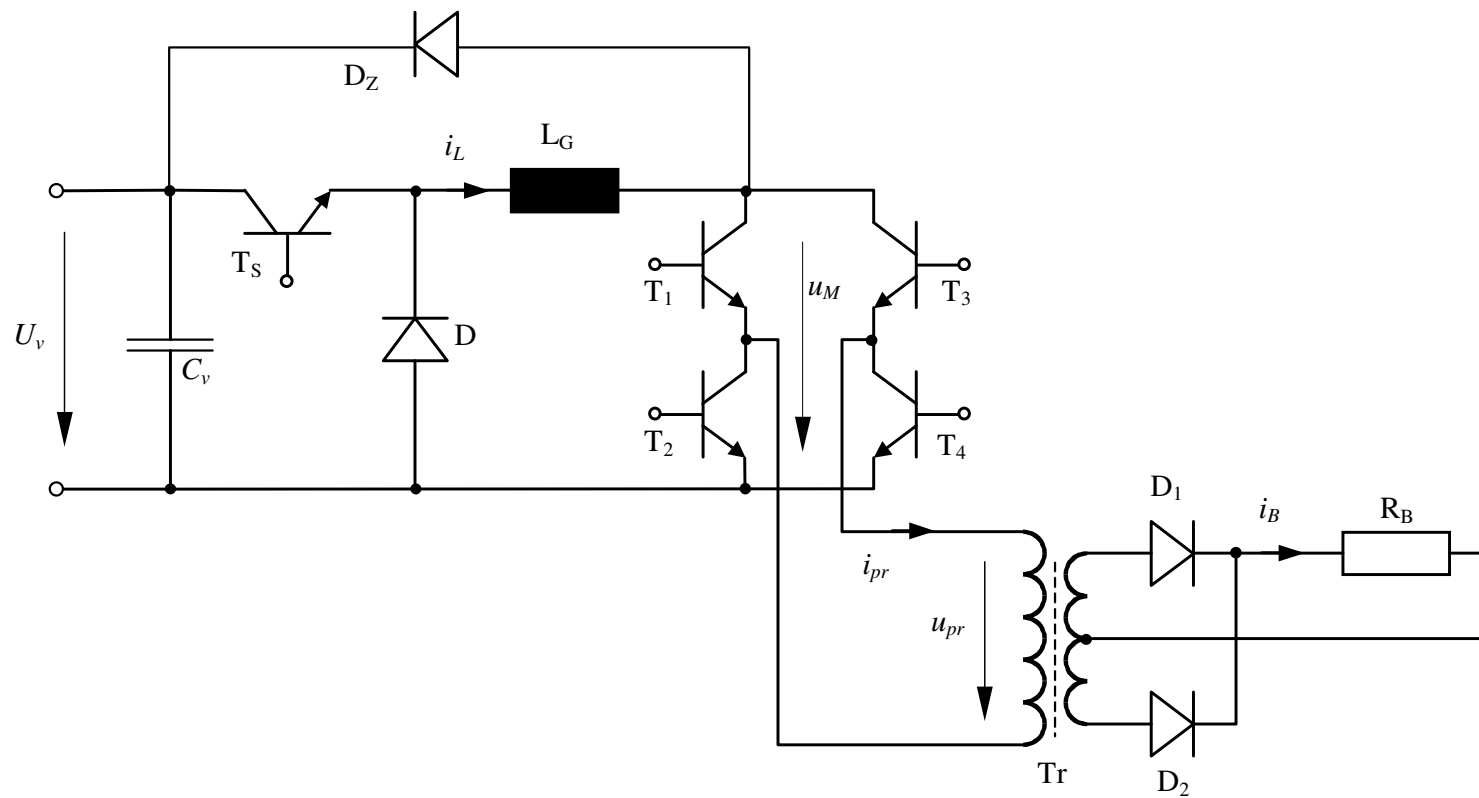 D_Z
i_L
L_G
T_S
T_1
u_M
T_3
U_v
C_v
D
T_2
T_4
D_1
i_B
R_B
i_pr
u_pr
Tr
D_2